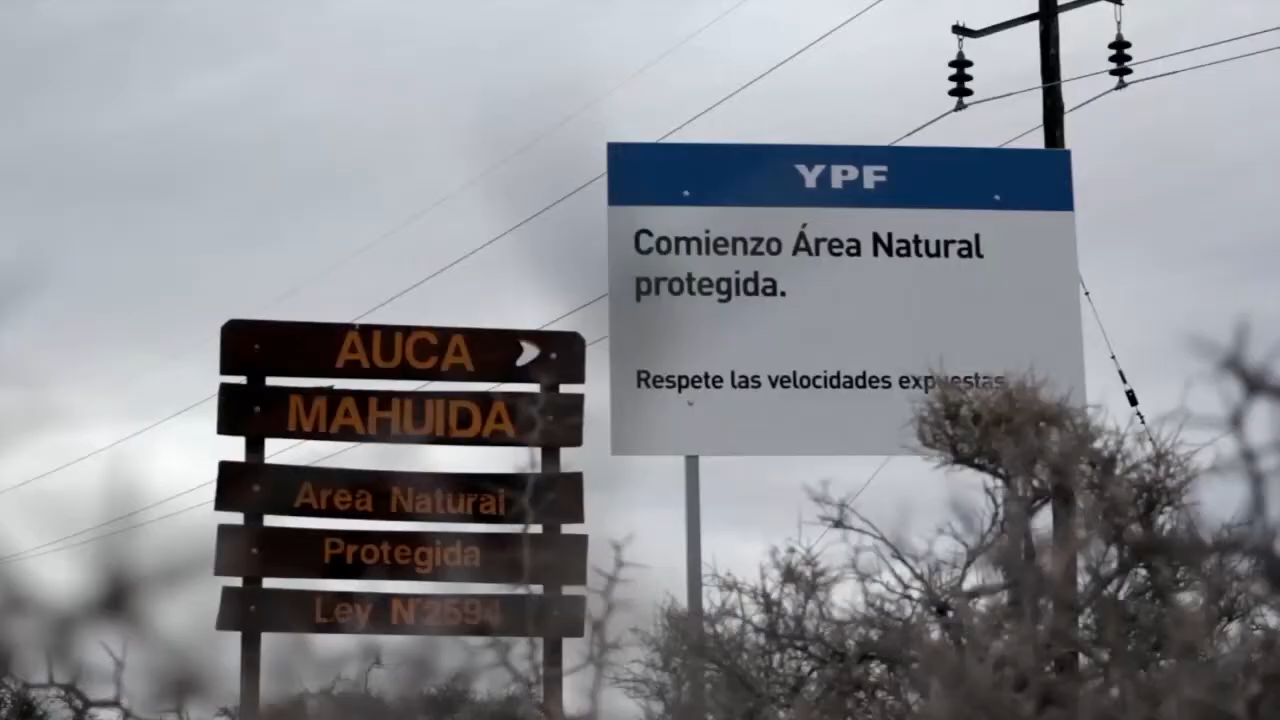 AUCA
MAHUIDA
Area Natural
Protegida
Ley N°2594
YPF
Comienzo Área Natural
protegida.
Respete las velocidades expuestas